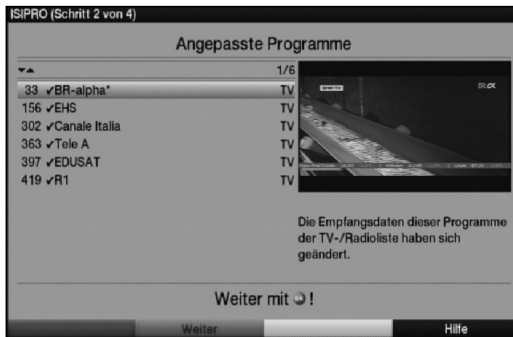 ISIPRO (Schritt 2 von 4)
Angepasste Programme
1/6
33 ✓BR-alpha* TV
156 ✓EHS TV
302 ✓Canale Italia TV
363 ✓Tele A TV
397 ✓EDUSAT TV
419 ✓R1 TV
Die Empfangsdaten dieser Programme
der TV-/Radioliste haben sich
geändert.
Weiter mit !
Weiter
Hilfe